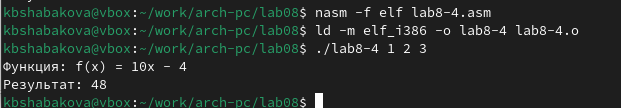 kbshabakova@vbox:~/work/arch-pc/lab08$ nasm -f elf lab8-4.asm
kbshabakova@vbox:~/work/arch-pc/lab08$ ld -m elf_i386 -o lab8-4 lab8-4.o
kbshabakova@vbox:~/work/arch-pc/lab08$ ./lab8-4 1 2 3
Функция: f(x) = 10x - 4
Результат: 48
kbshabakova@vbox:~/work/arch-pc/lab08$